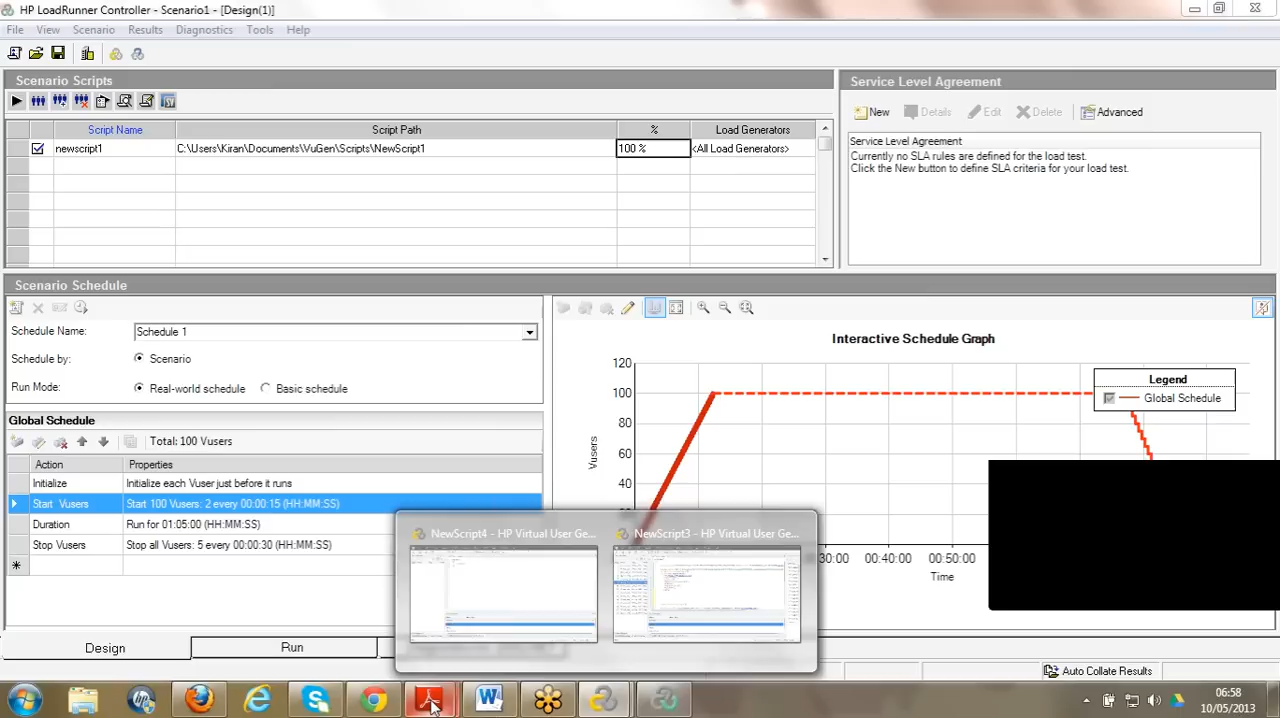 HP LoadRunner Controller - Scenario1 - [Design(1)]
File View Scenario Results Diagnostics Tools Help
Scenario Scripts
Script Name Script Path % Load Generators
newscript1 C:\Users\Kiran\Documents\VuGen\Scripts\NewScript1 100 % <All Load Generators>
Service Level Agreement
New Details Edit Delete Advanced
Service Level Agreement
Currently no SLA rules are defined for the load test.
Click the New button to define SLA criteria for your load test.
Scenario Schedule
Schedule Name: Schedule 1
Schedule by: Scenario
Run Mode: Real-world schedule Basic schedule
Global Schedule
Total: 100 Vusers
Action Properties
Initialize Initialize each Vuser just before it runs
Start Vusers Start 100 Vusers: 2 every 00:00:15 (HH:MM:SS)
Duration Run for 01:05:00 (HH:MM:SS)
Stop Vusers Stop all Vusers: 5 every 00:00:30 (HH:MM:SS)
Interactive Schedule Graph
120
100
80
60
40
Vusers
30:00 00:40:00 00:50:00
Time
Legend
Global Schedule
NewScript4 - HP Virtual User Ge...
NewScript3 - HP Virtual User Ge...
Design Run
Auto Collate Results
06:58
10/05/2013